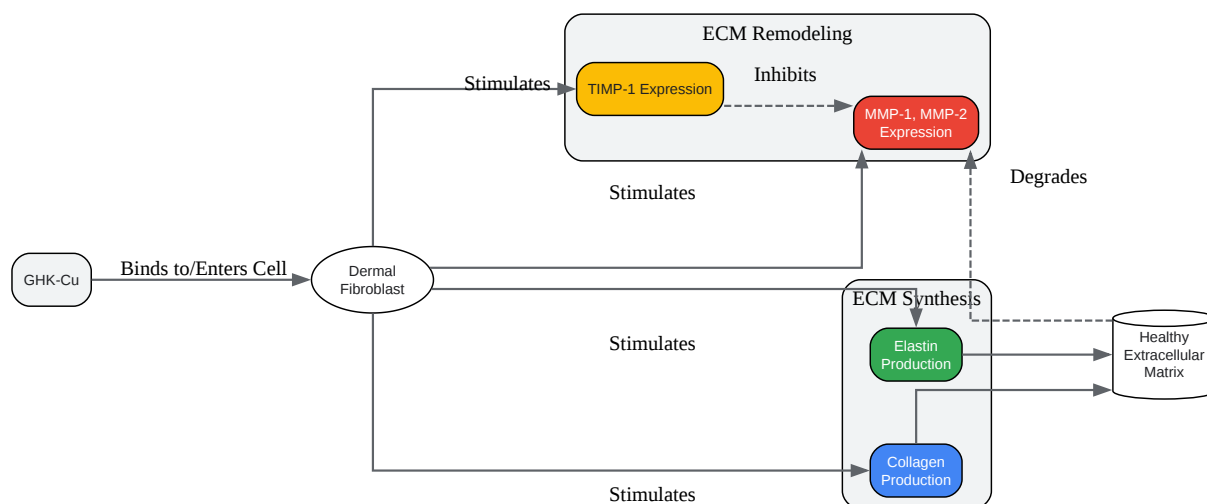 ECM Remodeling
Inhibits
Stimulates
TIMP-1 Expression
MMP-1, MMP-2
Expression
Degrades
Stimulates
Binds to/Enters Cell
GHK-Cu
Dermal
Fibroblast
ECM Synthesis
Stimulates
Elastin
Production
Healthy
Extracellular
Matrix
Collagen
Production
Stimulates